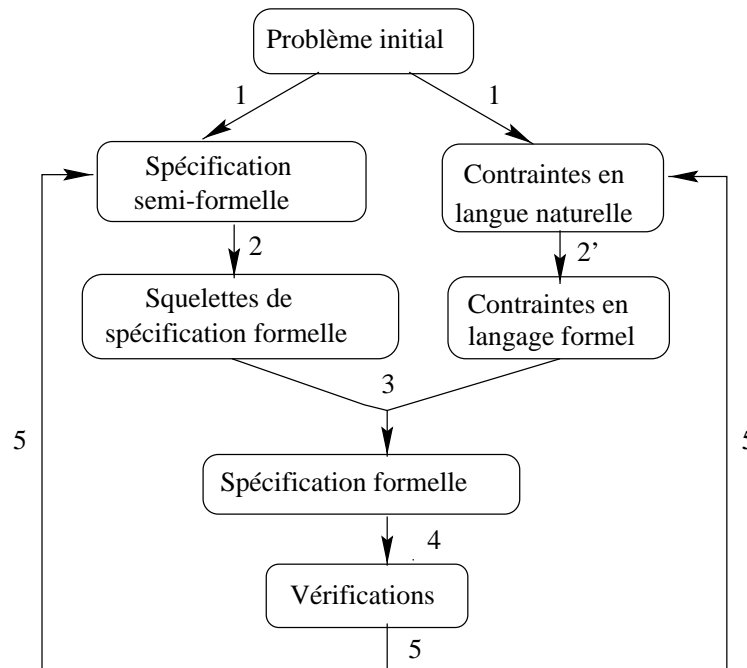 Problème initial
1
1
Spécification
semi-formelle
Contraintes en
langue naturelle
2
2’
Squelettes de
spécification formelle
Contraintes en
langage formel
3
5
5
Spécification formelle
4
Vérifications
5